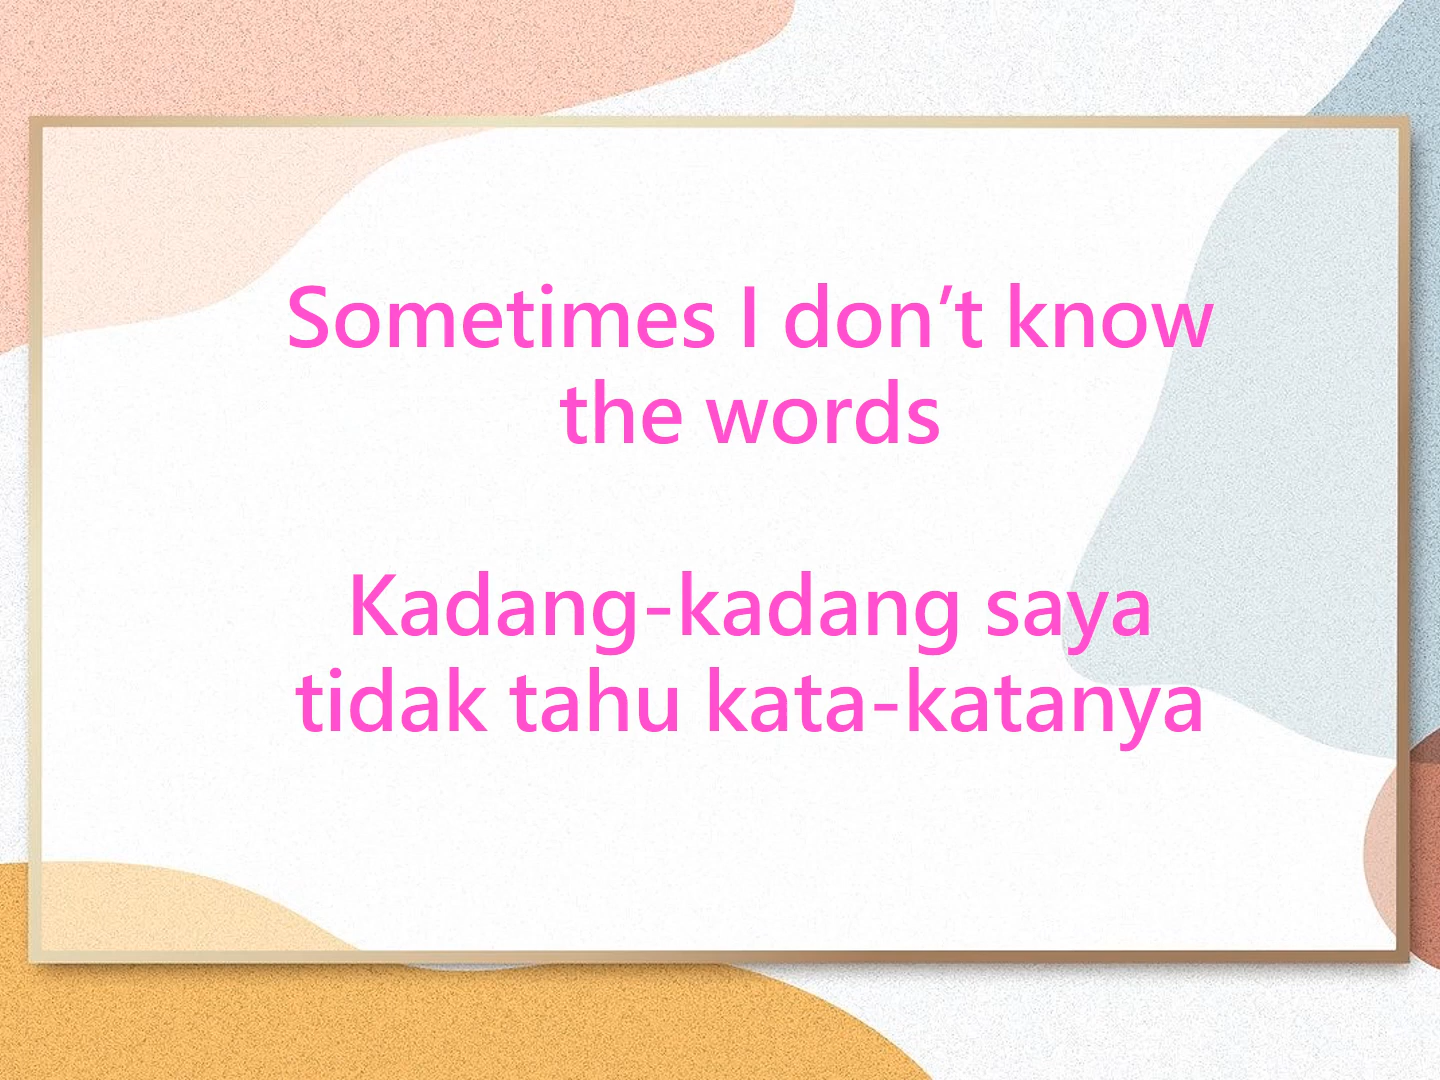 Sometimes I don’t know
the words
Kadang-kadang saya
tidak tahu kata-katanya